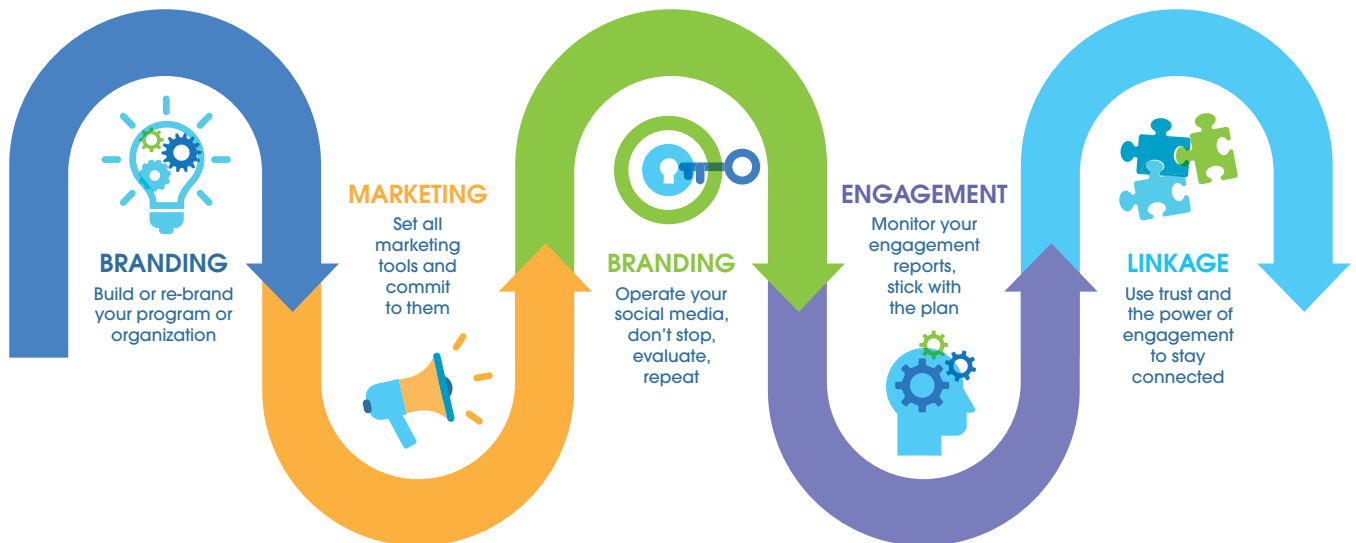 BRANDING
Build or re-brand
your program or
organization
MARKETING
Set all
marketing
tools and
commit
to them
BRANDING
Operate your
social media,
don't stop,
evaluate,
repeat
ENGAGEMENT
Monitor your
engagement
reports,
stick with
the plan
LINKAGE
Use trust and
the power of
engagement
to stay
connected